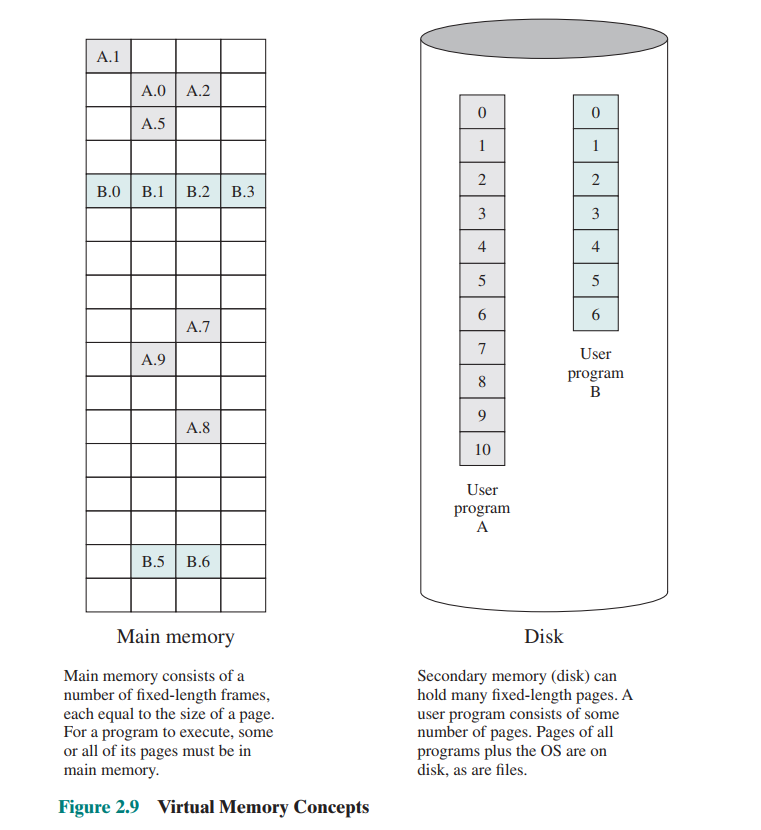 A.1
A.0 A.2
A.5
B.0 B.1 B.2 B.3
A.7
A.9
A.8
B.5 B.6
Main memory
Main memory consists of a
number of fixed-length frames,
each equal to the size of a page.
For a program to execute, some
or all of its pages must be in
main memory.
0
1
2
3
4
5
6
7
8
9
10
User
program
A
0
1
2
3
4
5
6
User
program
B
Disk
Secondary memory (disk) can
hold many fixed-length pages. A
user program consists of some
number of pages. Pages of all
programs plus the OS are on
disk, as are files.
Figure 2.9 Virtual Memory Concepts